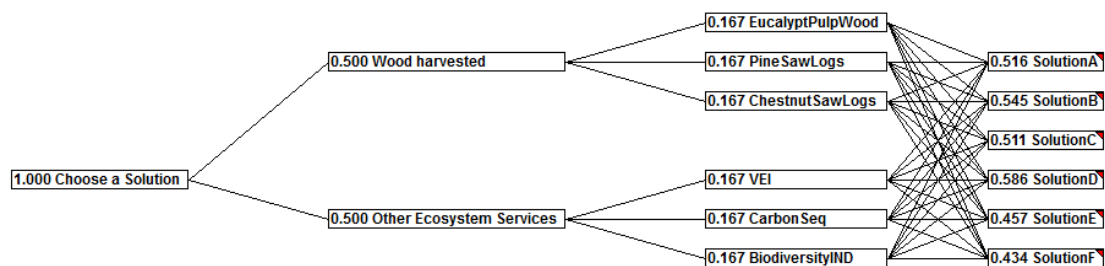 1.000 Choose a Solution
0.500 Wood harvested
0.500 Other Ecosystem Services
0.167 EucalyptPulpWood
0.167 PineSawLogs
0.167 ChestnutSawLogs
0.167 VEI
0.167 CarbonSeq
0.167 BiodiversityIND
0.516 SolutionA
0.545 SolutionB
0.511 SolutionC
0.586 SolutionD
0.457 SolutionE
0.434 SolutionF